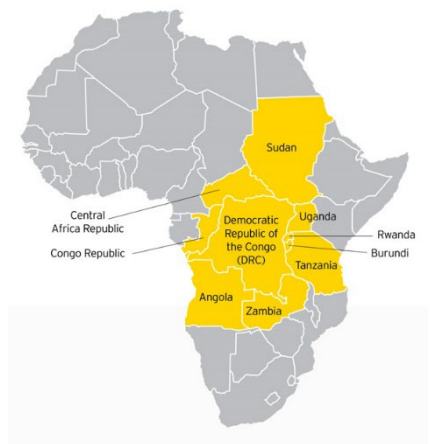 Sudan
Central
Africa Republic
Congo Republic
Democratic
Republic of
the Congo
(DRC)
Uganda
Rwanda
Burundi
Tanzania
Angola
Zambia